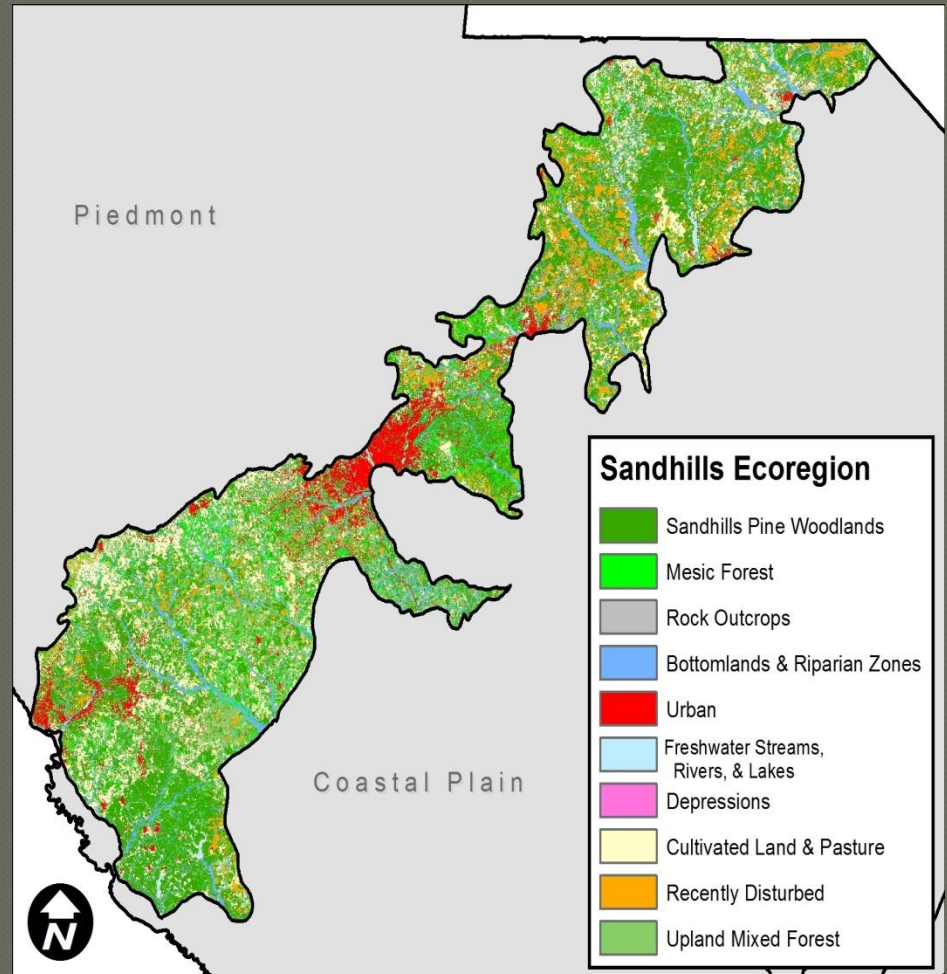 Piedmont
Coastal Plain
Sandhills Ecoregion
Sandhills Pine Woodlands
Mesic Forest
Rock Outcrops
Bottomlands & Riparian Zones
Urban
Freshwater Streams,
Rivers, & Lakes
Depressions
Cultivated Land & Pasture
Recently Disturbed
Upland Mixed Forest
N